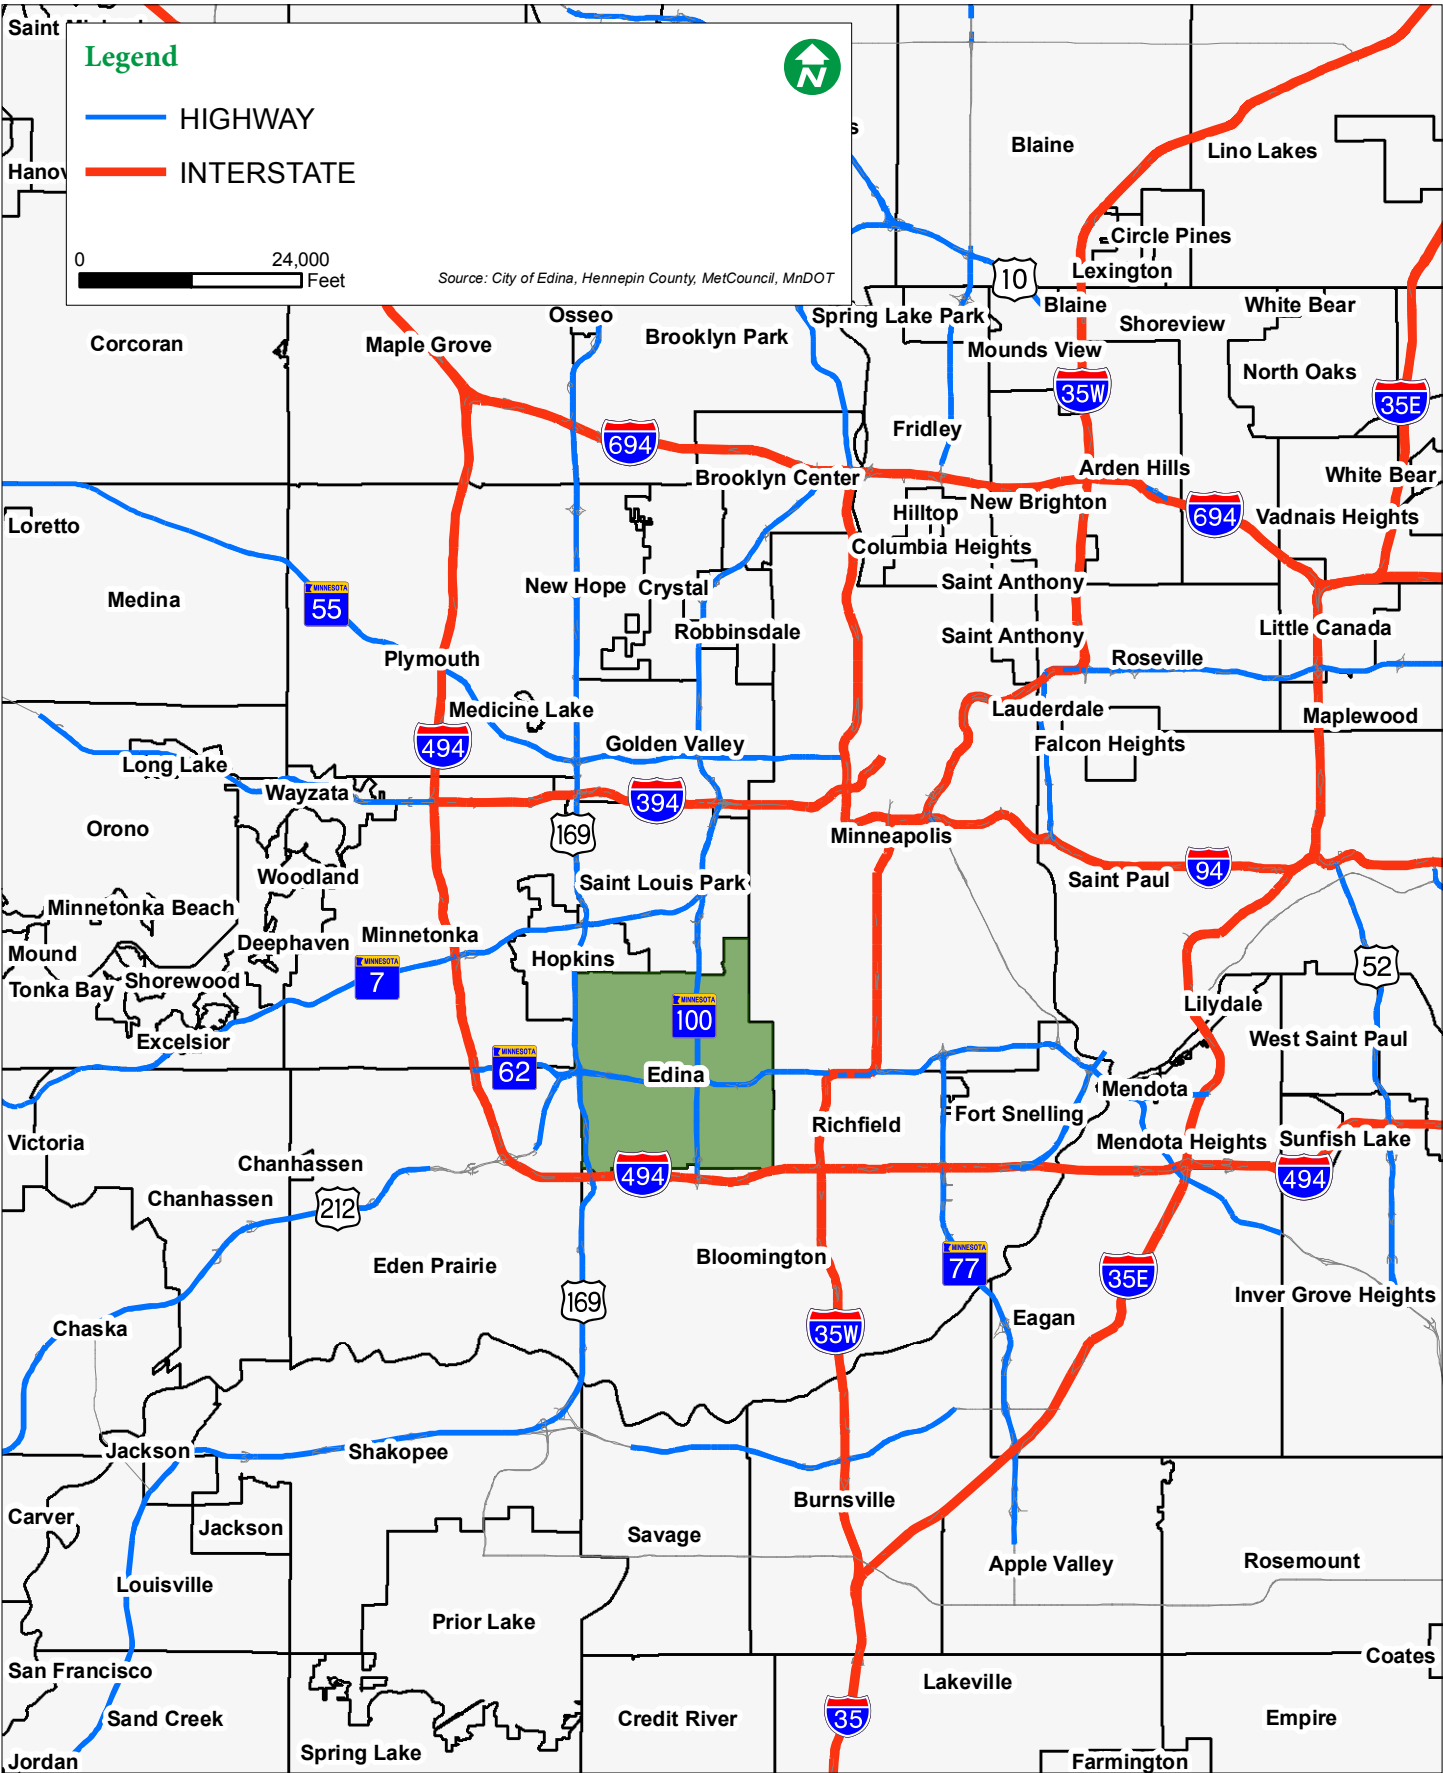 Saint
Legend
N
HIGHWAY
INTERSTATE
0 24,000
Feet
Source: City of Edina, Hennepin County, MetCouncil, MnDOT
s
Blaine
Lino Lakes
Hanov
Circle Pines
Lexington
10
Blaine
White Bear
Osseo
Spring Lake Park
Shoreview
Corcoran
Maple Grove
Brooklyn Park
Mounds View
North Oaks
35W
35E
Fridley
694
Brooklyn Center
Arden Hills
White Bear
New Brighton
Hilltop
694
Vadnais Heights
Loretto
Columbia Heights
Medina
MINNESOTA
55
New Hope
Crystal
Saint Anthony
Robbinsdale
Saint Anthony
Little Canada
Plymouth
Roseville
Medicine Lake
Lauderdale
Maplewood
494
Golden Valley
Falcon Heights
Long Lake
Wayzata
394
Orono
169
Minneapolis
Woodland
Saint Louis Park
Saint Paul
94
Minnetonka Beach
Minnetonka
Deephaven
Mound
Hopkins
52
MINNESOTA
7
Shorewood
Tonka Bay
MINNESOTA
100
Lilydale
Excelsior
West Saint Paul
MINNESOTA
62
Edina
Mendota
Fort Snelling
Richfield
Victoria
Mendota Heights
Sunfish Lake
Chanhassen
494
494
Chanhassen
212
Bloomington
Eden Prairie
MINNESOTA
77
35E
Inver Grove Heights
169
Chaska
35W
Eagan
Jackson
Shakopee
Burnsville
Carver
Jackson
Savage
Apple Valley
Rosemount
Louisville
Prior Lake
Coates
San Francisco
Lakeville
Sand Creek
Credit River
35
Empire
Spring Lake
Jordan
Farmington